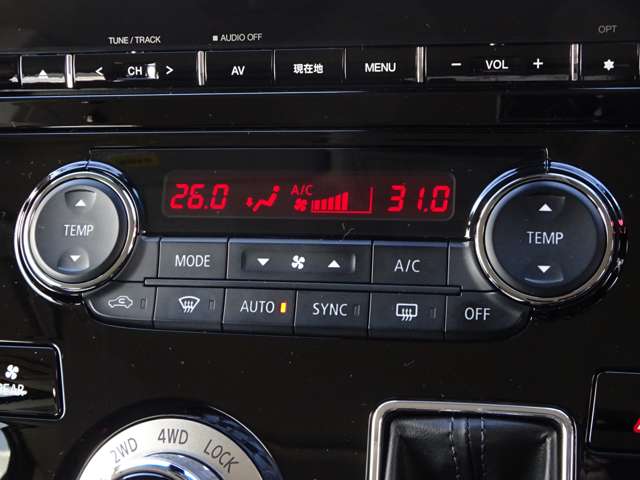 TUNE / TRACK
AUDIO OFF
OPT
< CH >
AV
現在地
MENU
− VOL +
26.0
A/C
31.0
TEMP
TEMP
MODE
A/C
AUTO
SYNC
OFF
2WD 4WD LOCK